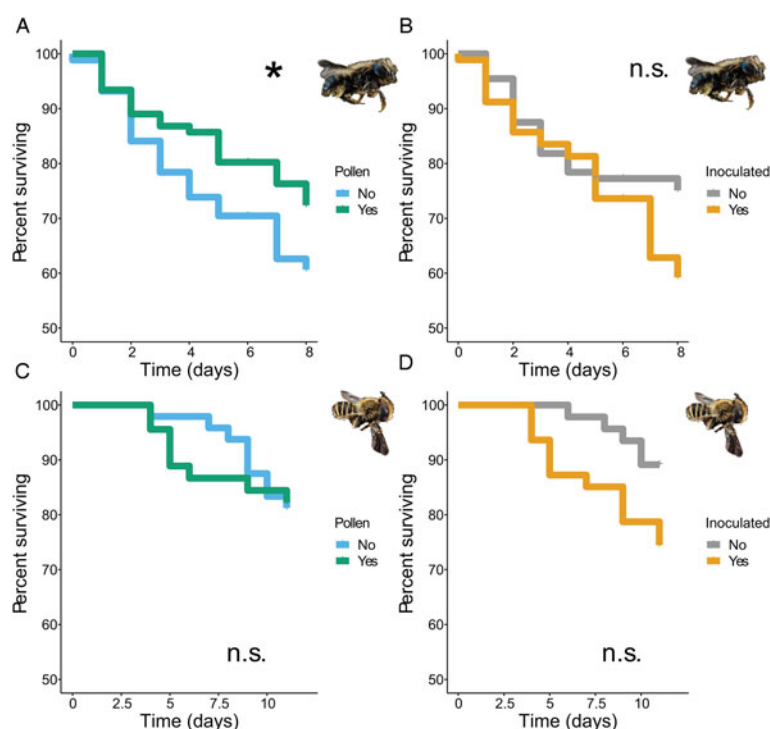 A
B
100
90
80
70
60
50
Percent surviving
*
Pollen
No
Yes
0 2 4 6 8
Time (days)
100
90
80
70
60
50
Percent surviving
n.s.
Inoculated
No
Yes
0 2 4 6 8
Time (days)
C
D
100
90
80
70
60
50
Percent surviving
Pollen
No
Yes
n.s.
0 2.5 5 7.5 10
Time (days)
100
90
80
70
60
50
Percent surviving
Inoculated
No
Yes
n.s.
0 2.5 5 7.5 10
Time (days)